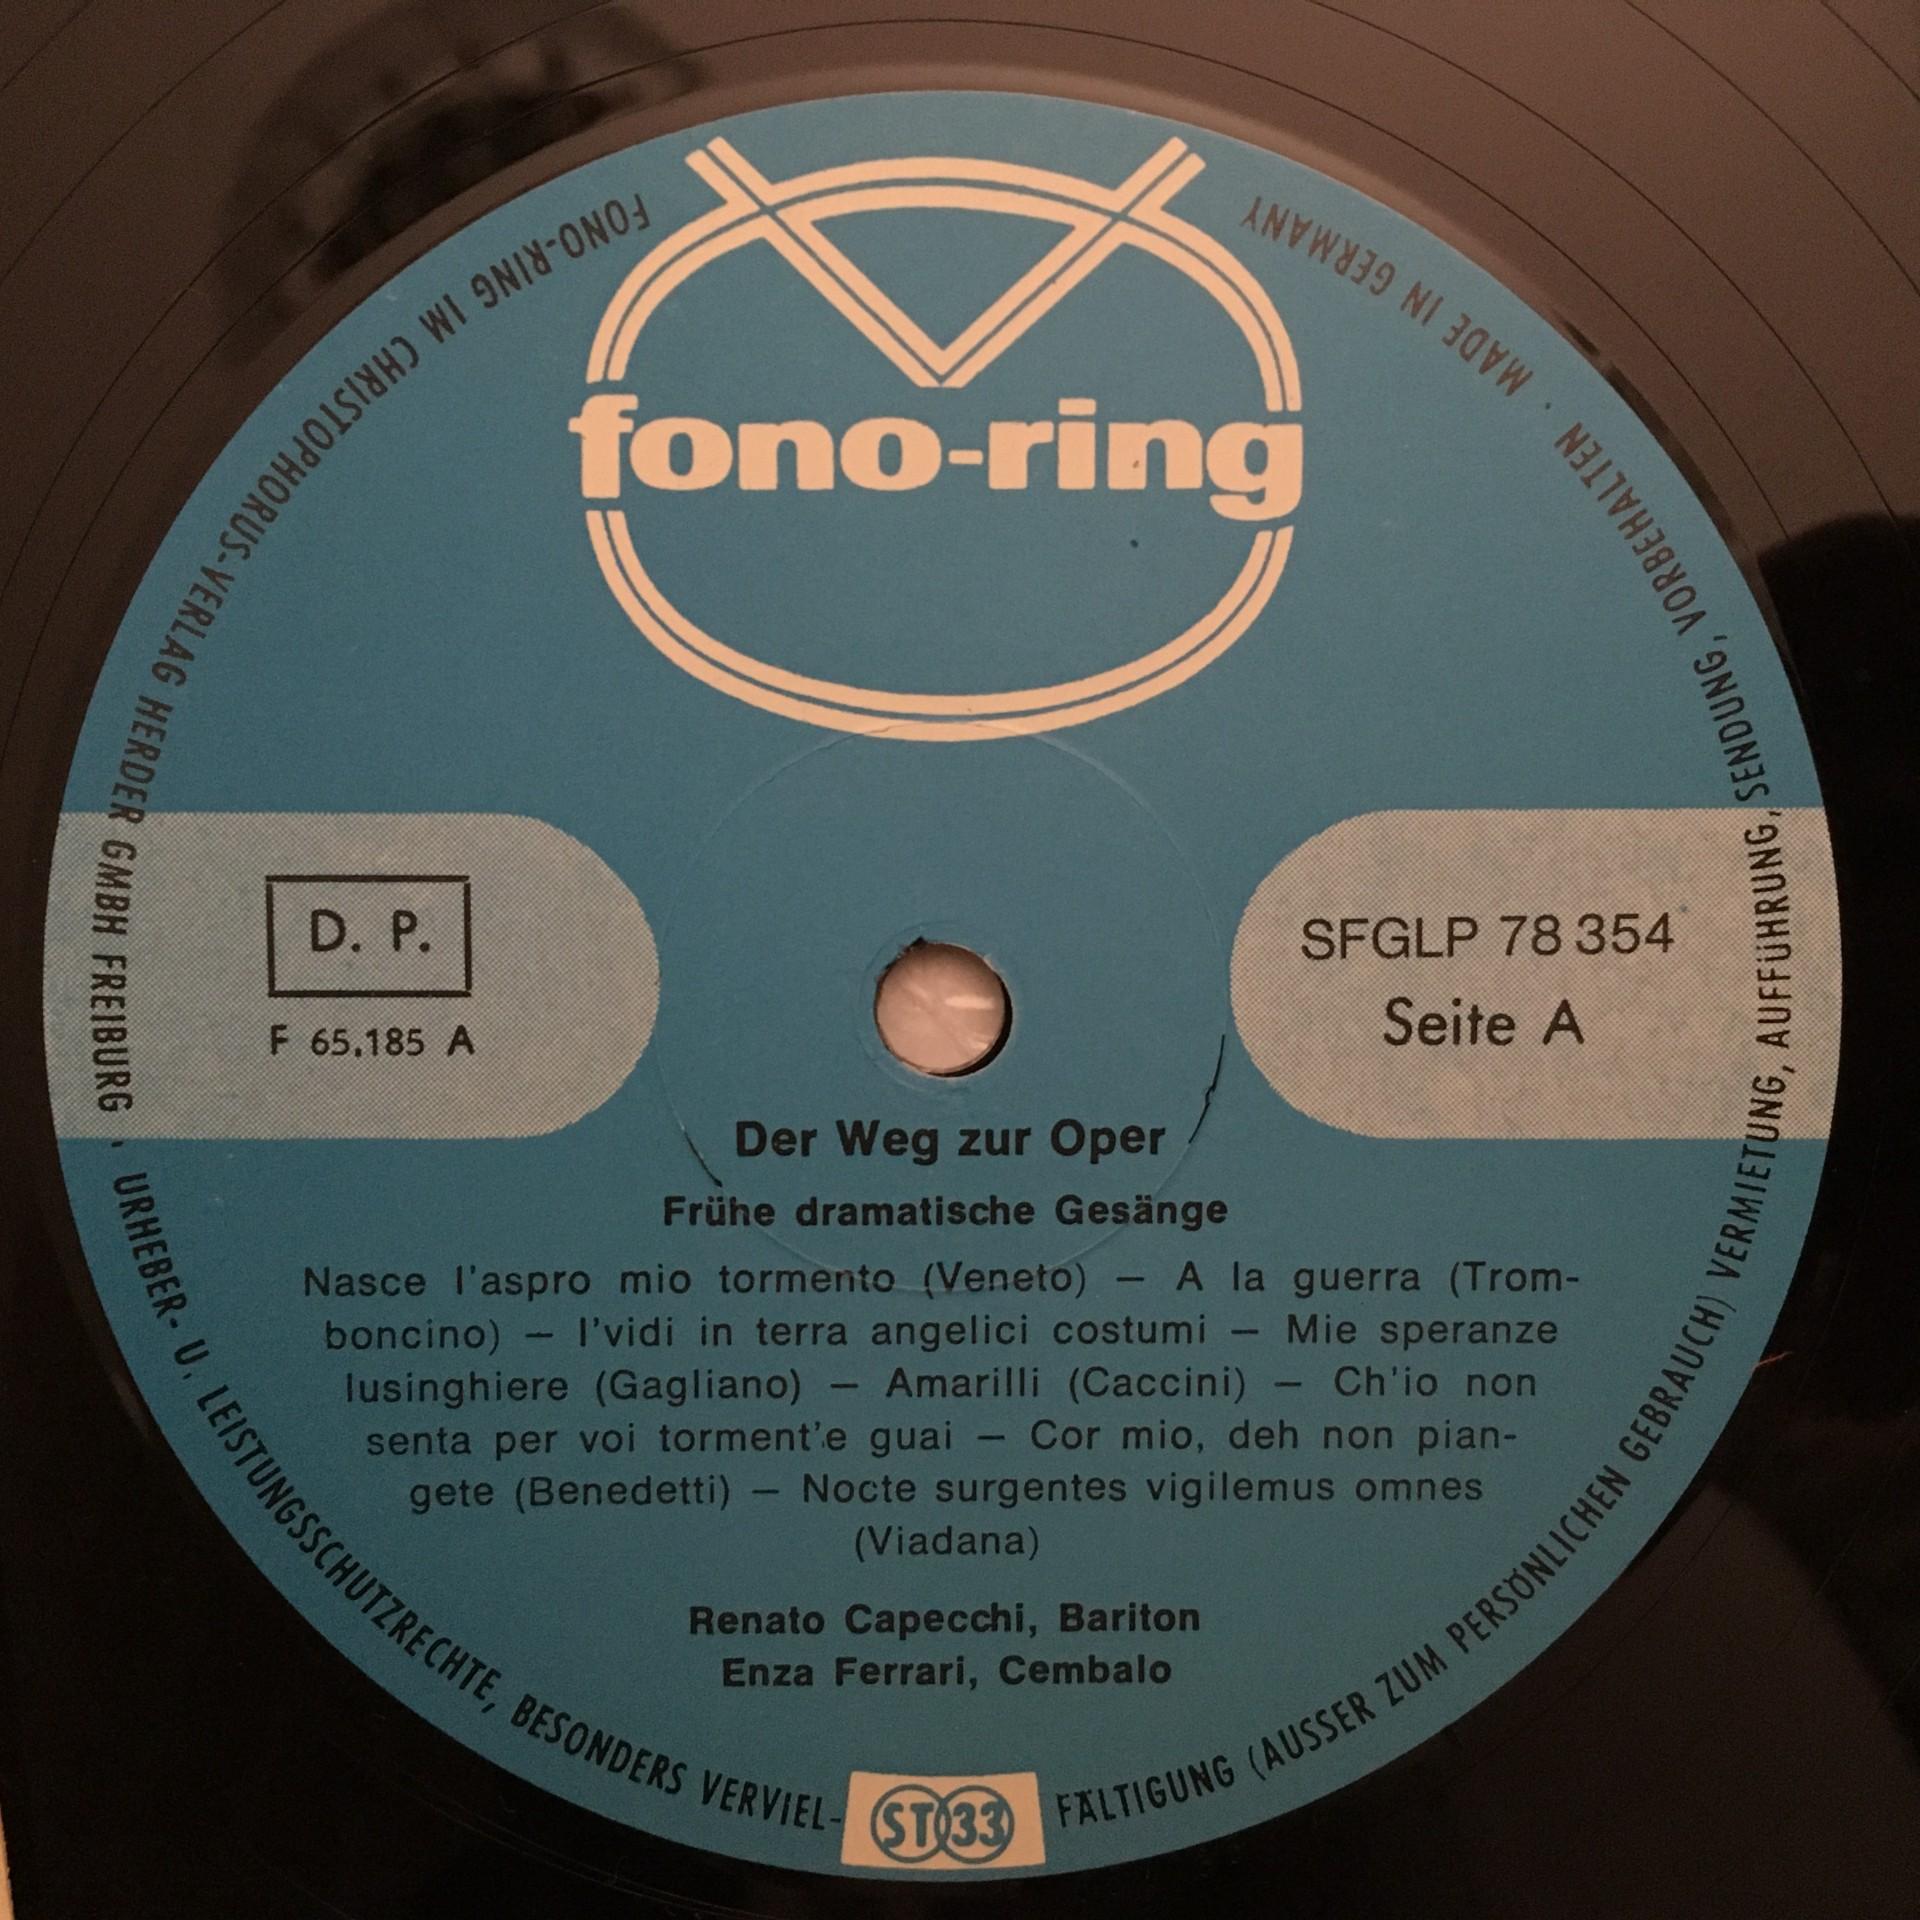 fono-ring
D. P.
F 65.185 A
SFGLP 78 354
Seite A
Der Weg zur Oper
Frühe dramatische Gesänge
Nasce l'aspro mio tormento (Veneto) — A la guerra (Trom-
boncino) — I'vidi in terra angelici costumi — Mie speranze
lusinghiere (Gagliano) — Amarilli (Caccini) — Ch'io non
senta per voi torment'e guai — Cor mio, deh non pian-
gete (Benedetti) — Nocte surgentes vigilemus omnes
(Viadana)
Renato Capecchi, Bariton
Enza Ferrari, Cembalo
ST 33
FONO-RING IM CHRISTOPHORUS-VERLAG HERDER GMBH FREIBURG · URHEBER- U. LEISTUNGSSCHUTZRECHTE, BESONDERS VERVIEL-
FÄLTIGUNG (AUSSER ZUM PERSÖNLICHEN GEBRAUCH) VERMIETUNG, AUFFÜHRUNG, SENDUNG, VORBEHALTEN · MADE IN GERMANY